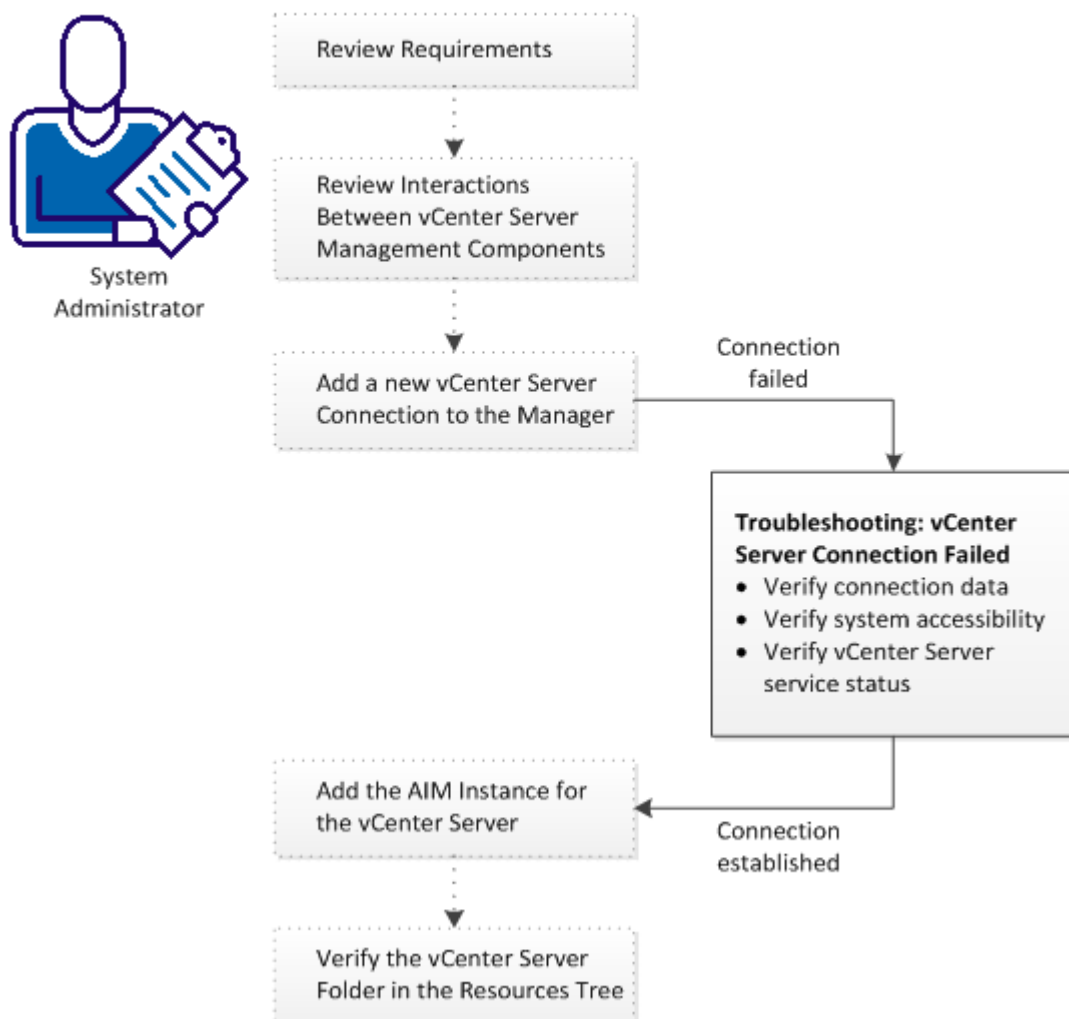 Review Requirements
Review Interactions
Between vCenter Server
Management Components
System
Administrator
Add a new vCenter Server
Connection to the Manager
Connection
failed
Troubleshooting: vCenter
Server Connection Failed
• Verify connection data
• Verify system accessibility
• Verify vCenter Server
service status
Add the AIM Instance for
the vCenter Server
Connection
established
Verify the vCenter Server
Folder in the Resources Tree